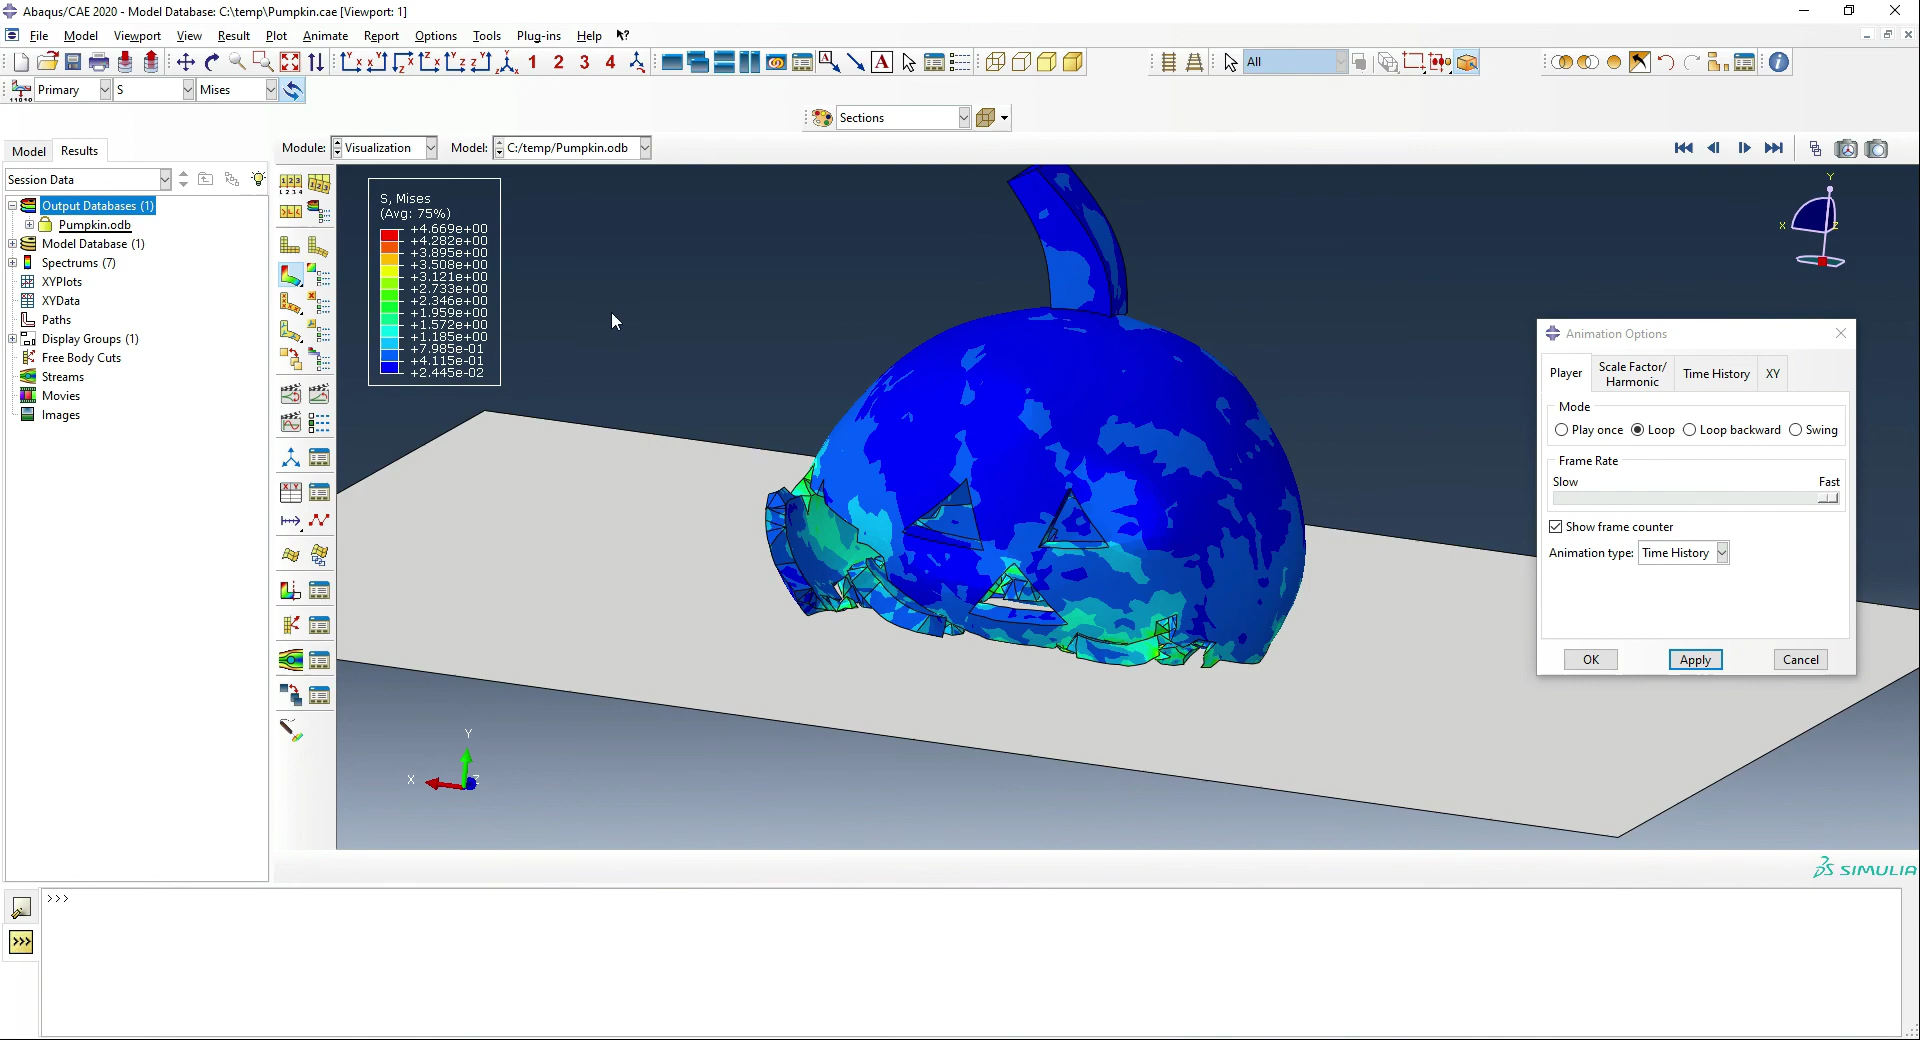 Abaqus/CAE 2020 - Model Database: C:\temp\Pumpkin.cae [Viewport: 1]
File Model Viewport View Result Plot Animate Report Options Tools Plug-ins Help
1 2 3 4 A A All
Primary S Mises
Sections
Model Results
Module: Visualization Model: C:/temp/Pumpkin.odb
Session Data
Output Databases (1)
Pumpkin.odb
Model Database (1)
Spectrums (7)
XYPlots
XYData
Paths
Display Groups (1)
Free Body Cuts
Streams
Movies
Images
S, Mises
(Avg: 75%)
+4.669e+00
+4.282e+00
+3.895e+00
+3.508e+00
+3.121e+00
+2.733e+00
+2.346e+00
+1.959e+00
+1.572e+00
+1.185e+00
+7.985e-01
+4.115e-01
+2.445e-02
Y
X Z
Animation Options
Player Scale Factor/Harmonic Time History XY
Mode
Play once Loop Loop backward Swing
Frame Rate
Slow Fast
Show frame counter
Animation type: Time History
OK Apply Cancel
Y
X Z
SIMULIA
>>>
>>>